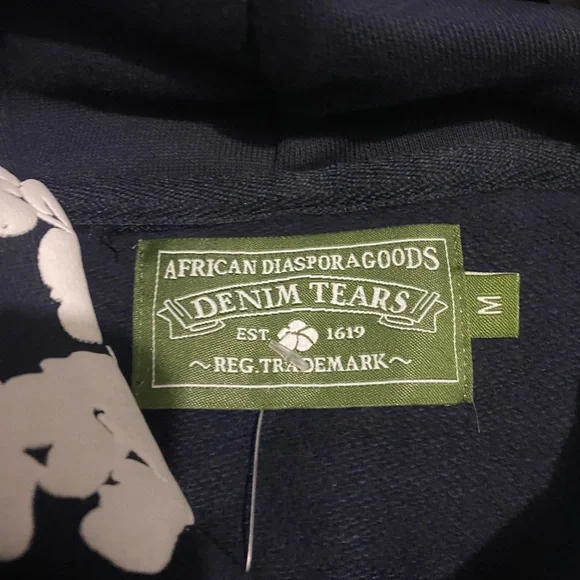 AFRICAN DIASPORA GOODS
DENIM TEARS
EST. 1619
~REG. TRADEMARK~
M